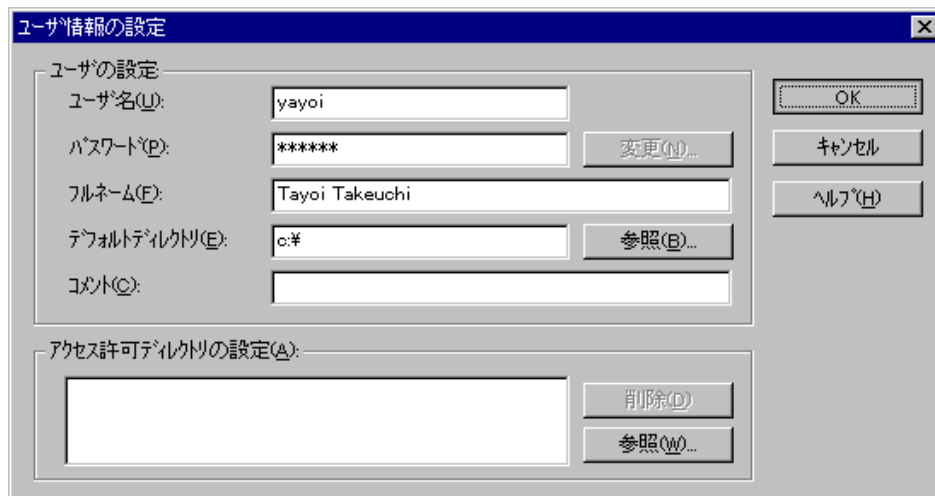 ユーザ情報の設定
ユーザの設定:
ユーザ名(U):
yayoi
OK
パスワード(P):
******
変更(N)...
キャンセル
フルネーム(F):
Tayoi Takeuchi
ヘルプ(H)
デフォルトディレクトリ(E):
c:¥
参照(B)...
コメント(C):
アクセス許可ディレクトリの設定(A):
削除(D)
参照(W)...